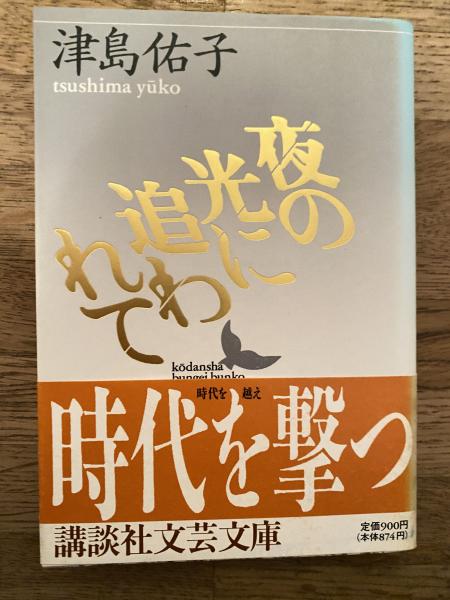 津島佑子
tsushima yūko
夜の
光に
追わ
れて
kōdansha
bungei bunko
時代を 越え
時代を撃つ
講談社文芸文庫
定価900円
(本体874円)